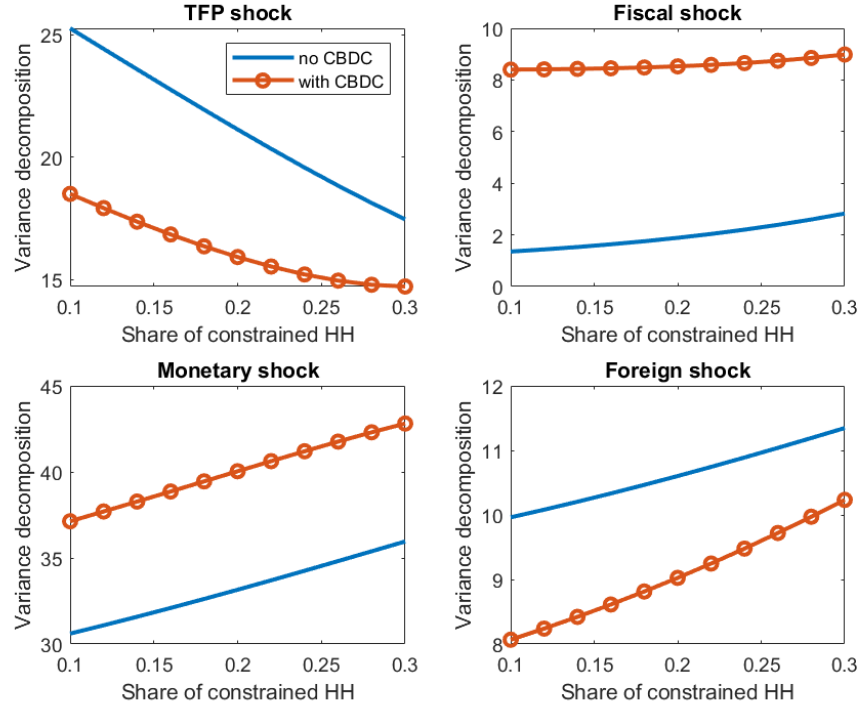 TFP shock
25
20
15
0.1
0.15
0.2
0.25
0.3
Variance decomposition
Share of constrained HH
no CBDC
with CBDC
Fiscal shock
10
8
6
4
2
0
0.1
0.15
0.2
0.25
0.3
Variance decomposition
Share of constrained HH
Monetary shock
45
40
35
30
0.1
0.15
0.2
0.25
0.3
Variance decomposition
Share of constrained HH
Foreign shock
12
11
10
9
8
0.1
0.15
0.2
0.25
0.3
Variance decomposition
Share of constrained HH